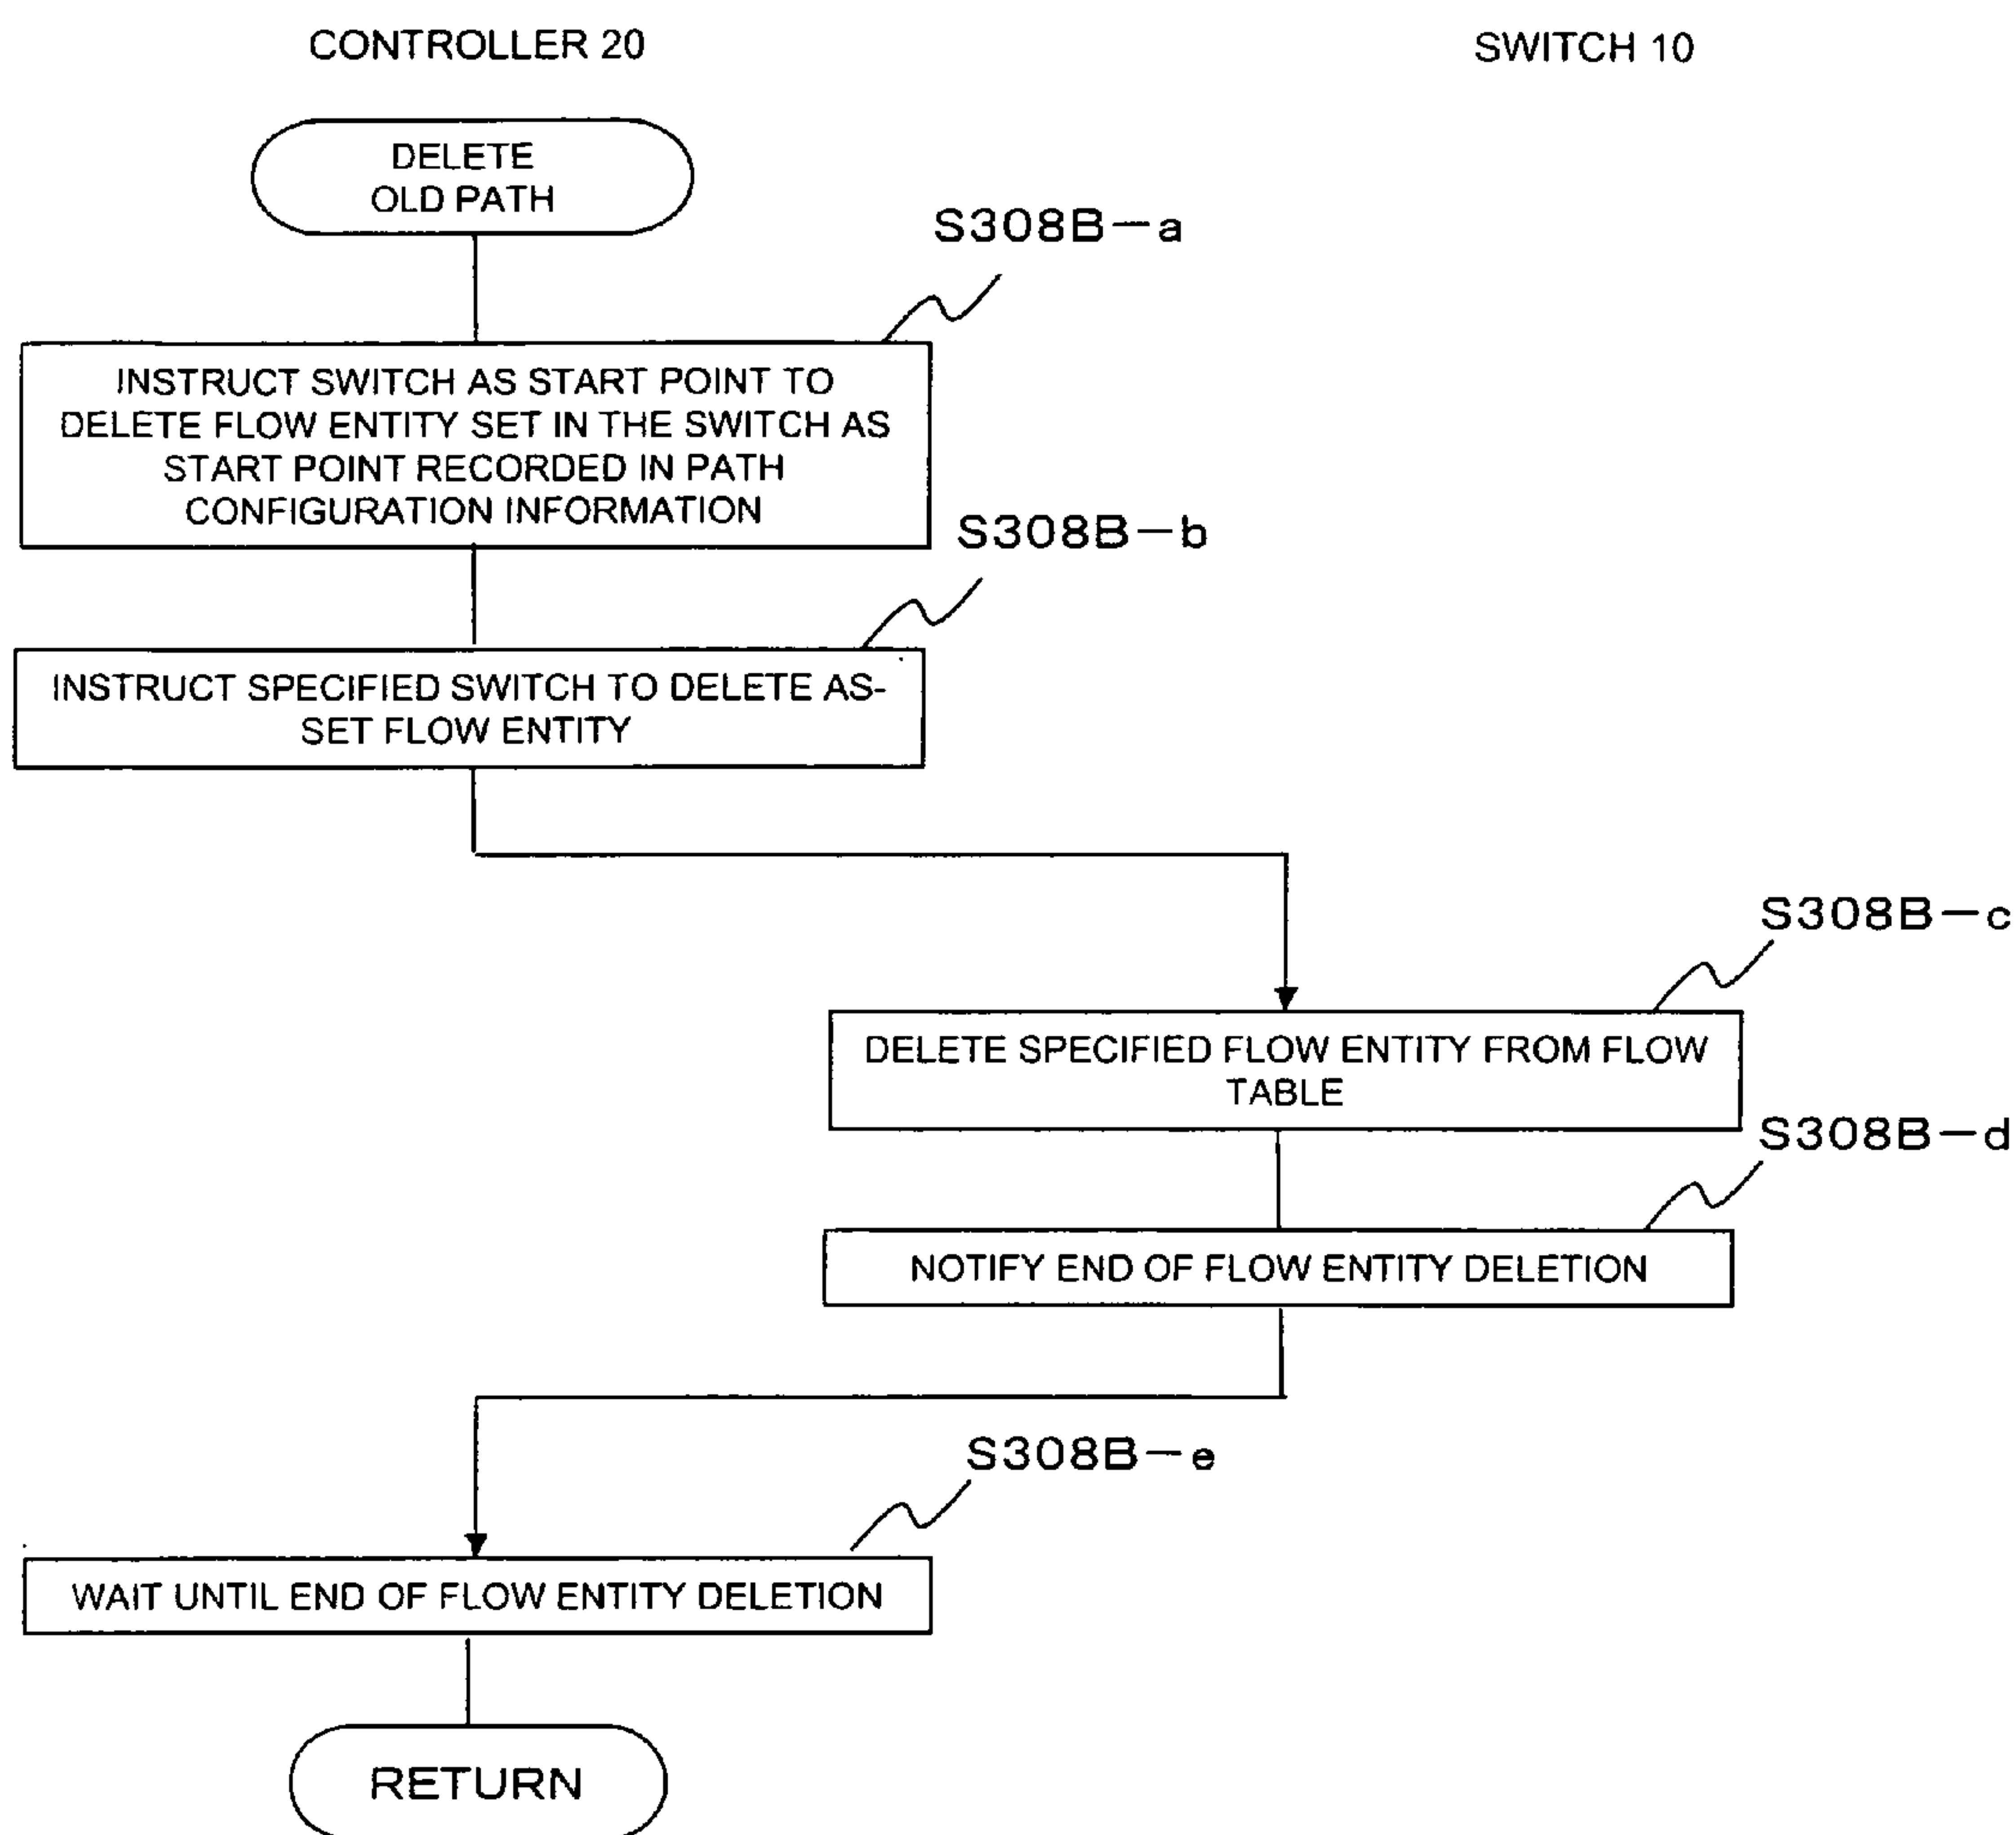 CONTROLLER 20
SWITCH 10
DELETE
OLD PATH
S308B-a
INSTRUCT SWITCH AS START POINT TO
DELETE FLOW ENTITY SET IN THE SWITCH AS
START POINT RECORDED IN PATH
CONFIGURATION INFORMATION
S308B-b
INSTRUCT SPECIFIED SWITCH TO DELETE AS-
SET FLOW ENTITY
S308B-c
DELETE SPECIFIED FLOW ENTITY FROM FLOW
TABLE
S308B-d
NOTIFY END OF FLOW ENTITY DELETION
S308B-e
WAIT UNTIL END OF FLOW ENTITY DELETION
RETURN